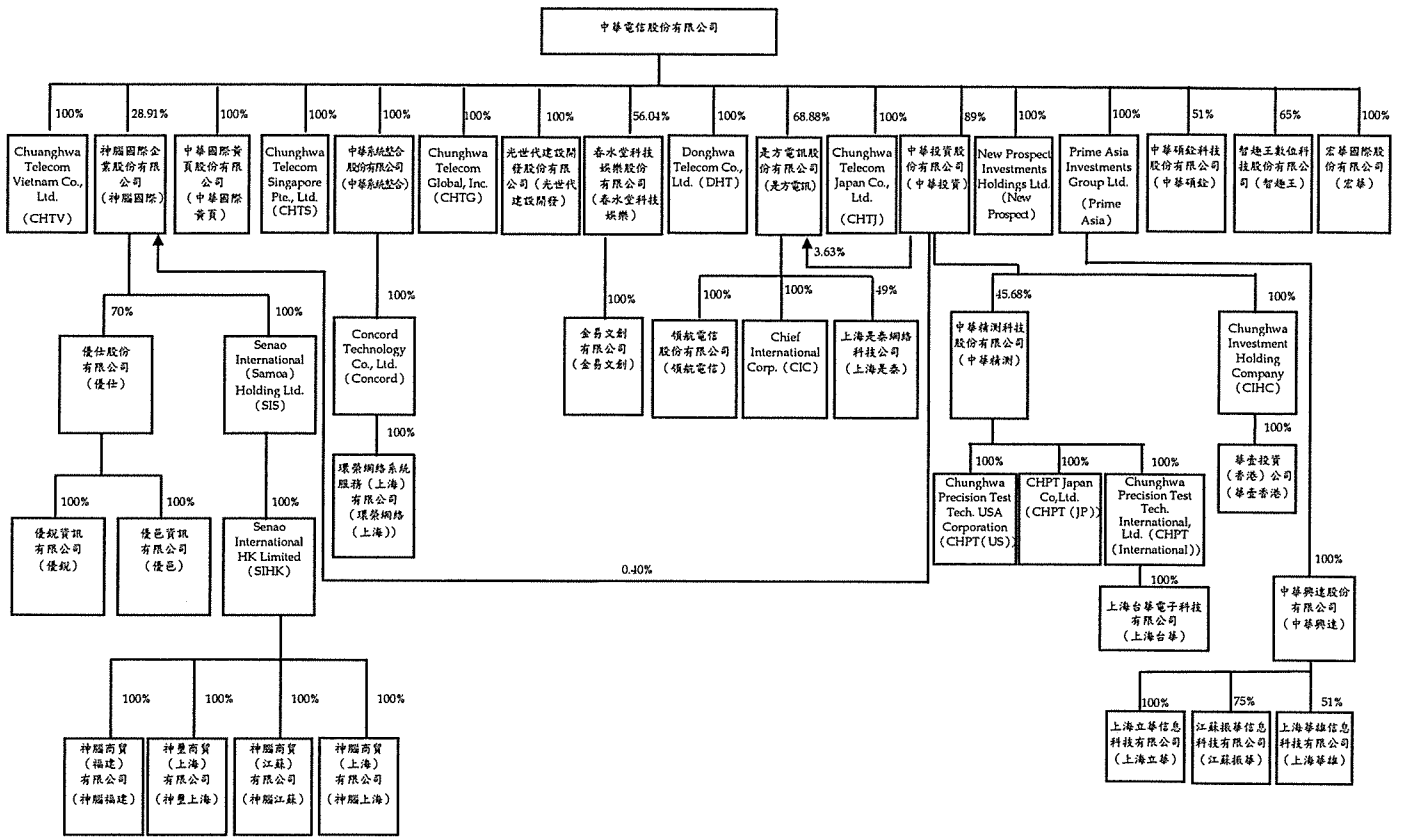 中華電信股份有限公司
100%
28.91%
100%
100%
100%
100%
100%
56.04%
100%
68.88%
100%
89%
100%
100%
51%
65%
100%
Chuanghwa
Telecom
Vietnam Co.,
Ltd.
(CHTV)
神腦國際企
業股份有限
公司
(神腦國際)
中華國際黃
頁股份有限
公司
(中華國際
黃頁)
Chunghwa
Telecom
Singapore
Pte., Ltd.
(CHTS)
中華系統整合
股份有限公司
(中華系統整合)
Chunghwa
Telecom
Global, Inc.
(CHTG)
光世代建設開
發股份有限
公司(光世代
建設開發)
春水堂科技
娛樂股份
有限公司
(春水堂科技
娛樂)
Donghwa
Telecom Co.,
Ltd. (DHT)
是方電訊股
份有限公司
(是方電訊)
Chunghwa
Telecom
Japan Co.,
Ltd.
(CHTJ)
中華投資股
份有限公司
(中華投資)
New Prospect
Investments
Holdings Ltd.
(New
Prospect)
Prime Asia
Investments
Group Ltd.
(Prime
Asia)
中華碩銓科技
股份有限公司
(中華碩銓)
智趣王數位科
技股份有限公
司(智趣王)
宏華國際股
份有限公司
(宏華)
3.63%
70%
100%
100%
100%
100%
100%
49%
45.68%
100%
優仕股份
有限公司
(優仕)
Senao
International
(Samoa)
Holding Ltd.
(SIS)
Concord
Technology
Co., Ltd.
(Concord)
金易文創
有限公司
(金易文創)
領航電信
股份有限公司
(領航電信)
Chief
International
Corp. (CIC)
上海是泰網絡
科技公司
(上海是泰)
中華精測科技
股份有限公司
(中華精測)
Chunghwa
Investment
Holding
Company
(CIHC)
100%
100%
100%
100%
100%
100%
100%
100%
優銳資訊
有限公司
(優銳)
優邑資訊
有限公司
(優邑)
Senao
International
HK Limited
(SIHK)
環榮網絡系統
服務(上海)
有限公司
(環榮網絡
(上海))
Chunghwa
Precision Test
Tech. USA
Corporation
(CHPT(US))
CHPT Japan
Co,Ltd.
(CHPT (JP))
Chunghwa
Precision Test
Tech.
International,
Ltd. (CHPT
(International))
華壹投資
(香港)公司
(華壹香港)
0.40%
100%
100%
上海台華電子科技
有限公司
(上海台華)
中華興達股份
有限公司
(中華興達)
100%
100%
100%
100%
100%
75%
51%
神腦商貿
(福建)
有限公司
(神腦福建)
神璽商貿
(上海)
有限公司
(神璽上海)
神腦商貿
(江蘇)
有限公司
(神腦江蘇)
神腦商貿
(上海)
有限公司
(神腦上海)
上海立華信息
科技有限公司
(上海立華)
江蘇振華信息
科技有限公司
(江蘇振華)
上海華雄信息
科技有限公司
(上海華雄)